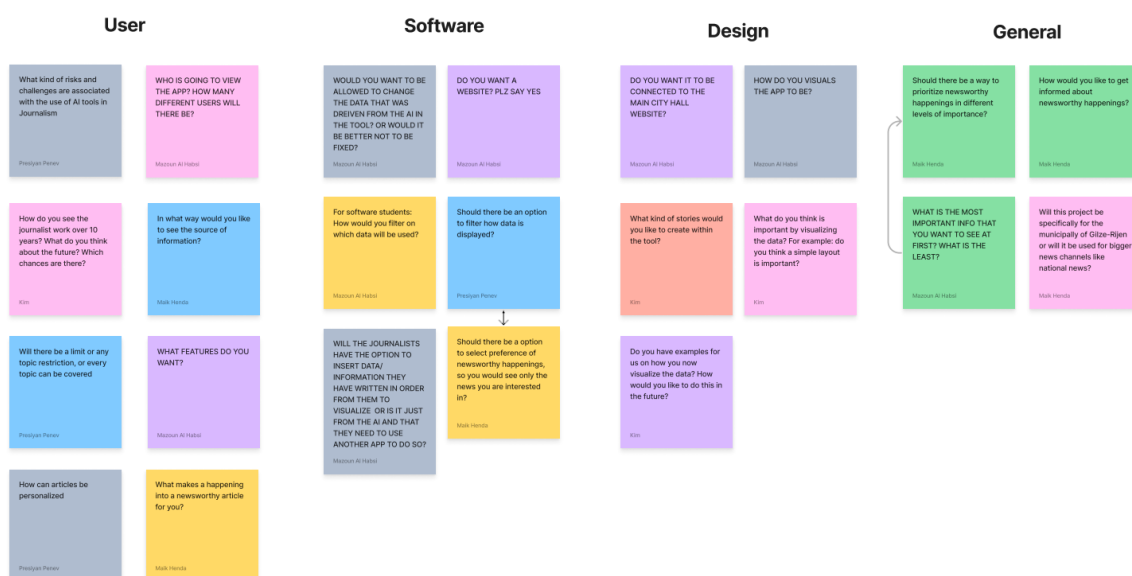 User
What kind of risks and
challenges are associated
with the use of AI tools in
Journalism
Presiyan Penev
WHO IS GOING TO VIEW
THE APP? HOW MANY
DIFFERENT USERS WILL
THERE BE?
Mazoun Al Habsi
How do you see the
journalist work over 10
years? What do you think
about the future? Which
chances are there?
Kim
In what way would you like
to see the source of
information?
Maik Henda
Will there be a limit or any
topic restriction, or every
topic can be covered
Presiyan Penev
WHAT FEATURES DO YOU
WANT?
Mazoun Al Habsi
How can articles be
personalized
Presiyan Penev
What makes a happening
into a newsworthy article
for you?
Maik Henda
Software
WOULD YOU WANT TO BE
ALLOWED TO CHANGE
THE DATA THAT WAS
DREIVEN FROM THE AI IN
THE TOOL? OR WOULD IT
BE BETTER NOT TO BE
FIXED?
Mazoun Al Habsi
DO YOU WANT A
WEBSITE? PLZ SAY YES
Mazoun Al Habsi
For software students:
How would you filter on
which data will be used?
Mazoun Al Habsi
Should there be an option
to filter how data is
displayed?
Presiyan Penev
WILL THE JOURNALISTS
HAVE THE OPTION TO
INSERT DATA/
INFORMATION THEY
HAVE WRITTEN IN ORDER
FROM THEM TO
VISUALIZE OR IS IT JUST
FROM THE AI AND THAT
THEY NEED TO USE
ANOTHER APP TO DO SO?
Mazoun Al Habsi
Should there be a option
to select preference of
newsworthy happenings,
so you would see only the
news you are interested
in?
Maik Henda
Design
DO YOU WANT IT TO BE
CONNECTED TO THE
MAIN CITY HALL
WEBSITE?
Mazoun Al Habsi
HOW DO YOU VISUALS
THE APP TO BE?
Mazoun Al Habsi
What kind of stories would
you like to create within
the tool?
Kim
What do you think is
important by visualizing
the data? For example: do
you think a simple layout
is important?
Kim
Do you have examples for
us on how you now
visualize the data? How
would you like to do this in
the future?
Kim
General
Should there be a way to
prioritize newsworthy
happenings in different
levels of importance?
Maik Henda
How would you like to get
informed about
newsworthy happenings?
Maik Henda
WHAT IS THE MOST
IMPORTANT INFO THAT
YOU WANT TO SEE AT
FIRST? WHAT IS THE
LEAST?
Mazoun Al Habsi
Will this project be
specifically for the
municipally of Gilze-Rijen
or will it be used for bigger
news channels like
national news?
Maik Henda